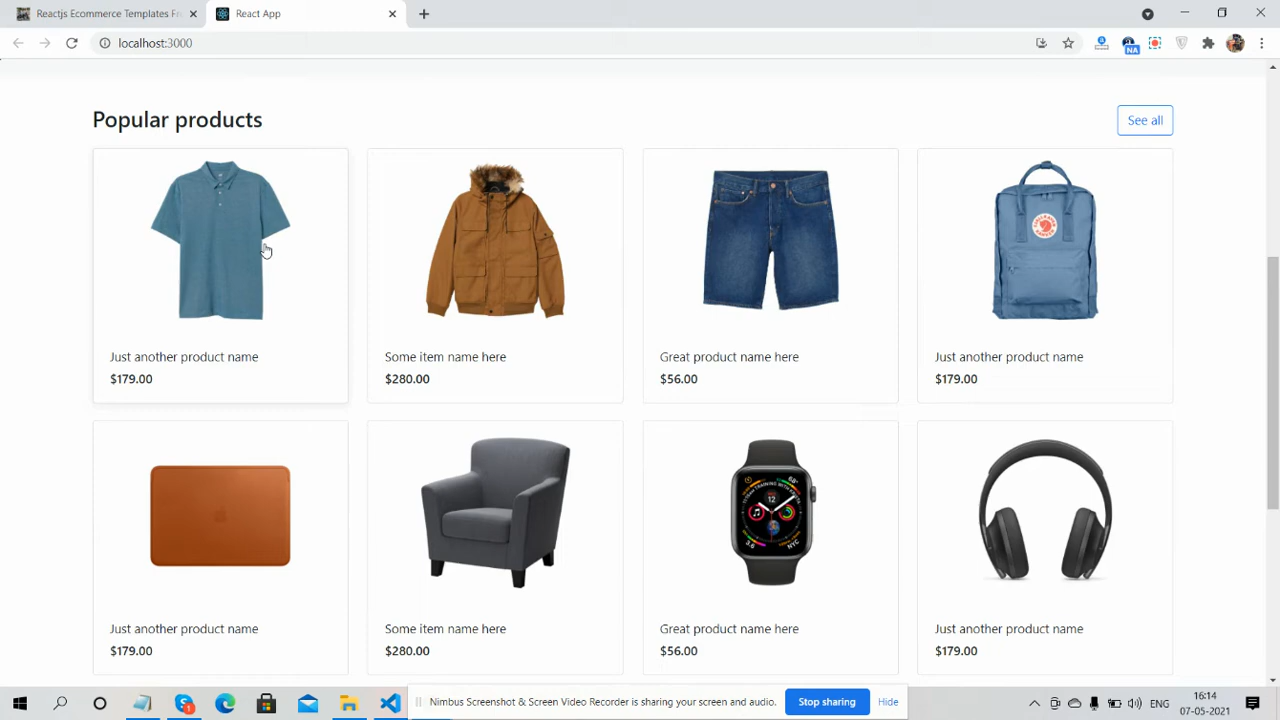 Reactjs Ecommerce Templates Fr
React App
localhost:3000
NA
Popular products
See all
Just another product name
$179.00
Some item name here
$280.00
Great product name here
$56.00
Just another product name
$179.00
12
68°
NYC
Just another product name
$179.00
Some item name here
$280.00
Great product name here
$56.00
Just another product name
$179.00
Nimbus Screenshot & Screen Video Recorder is sharing your screen and audio.
Stop sharing
Hide
ENG
16:14
07-05-2021